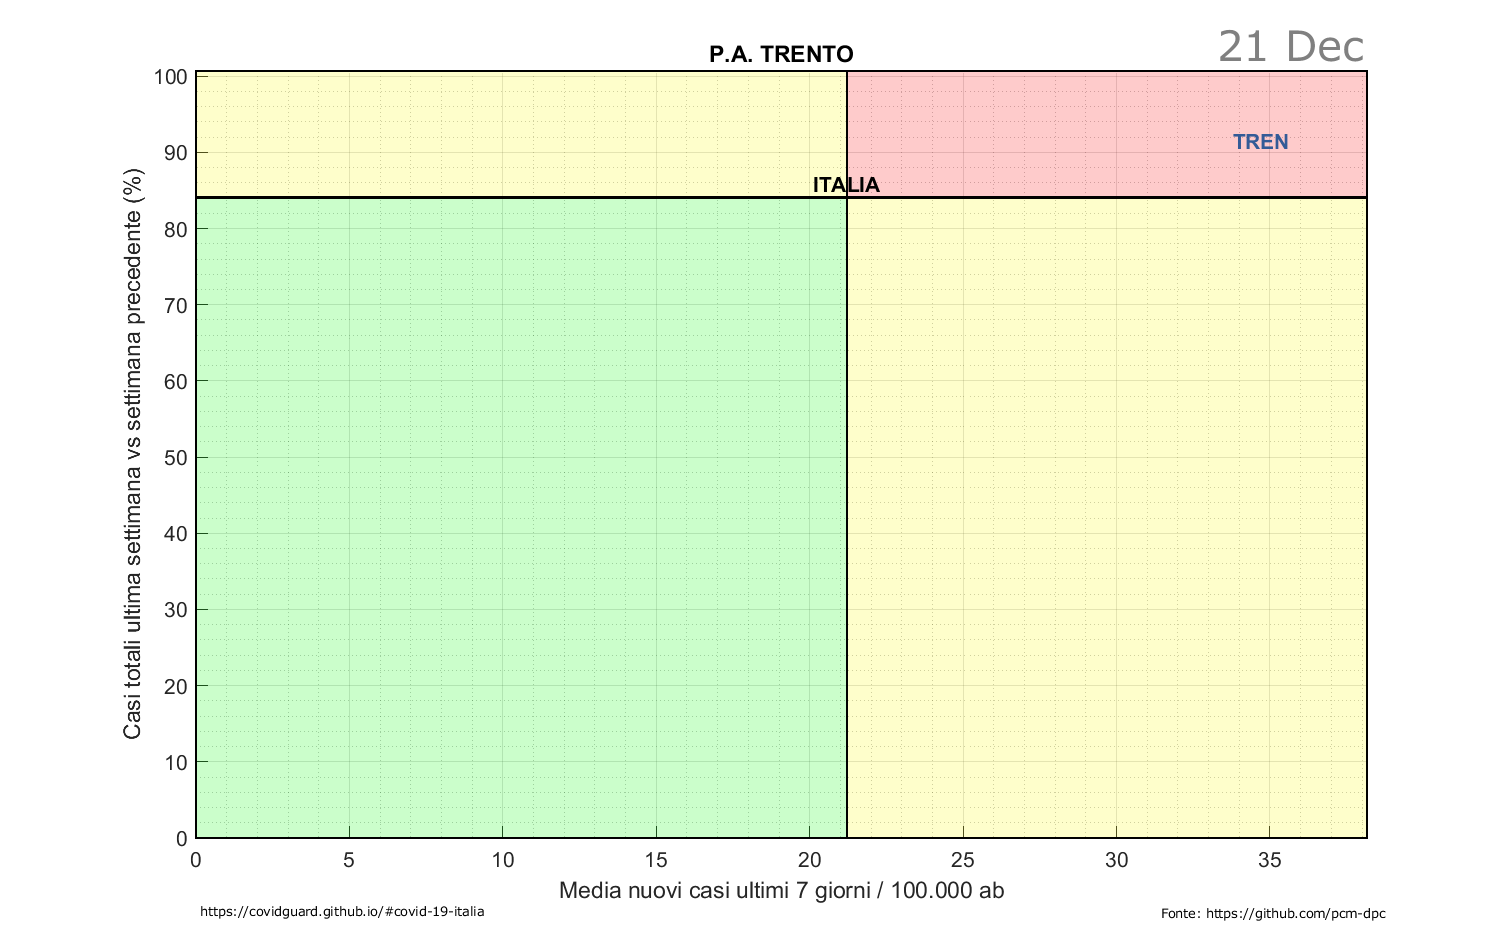 P.A. TRENTO
21 Dec
100
90
80
70
60
50
40
30
20
10
0
Casi totali ultima settimana vs settimana precedente (%)
TREN
ITALIA
0 5 10 15 20 25 30 35
Media nuovi casi ultimi 7 giorni / 100.000 ab
https://covidguard.github.io/#covid-19-italia
Fonte: https://github.com/pcm-dpc